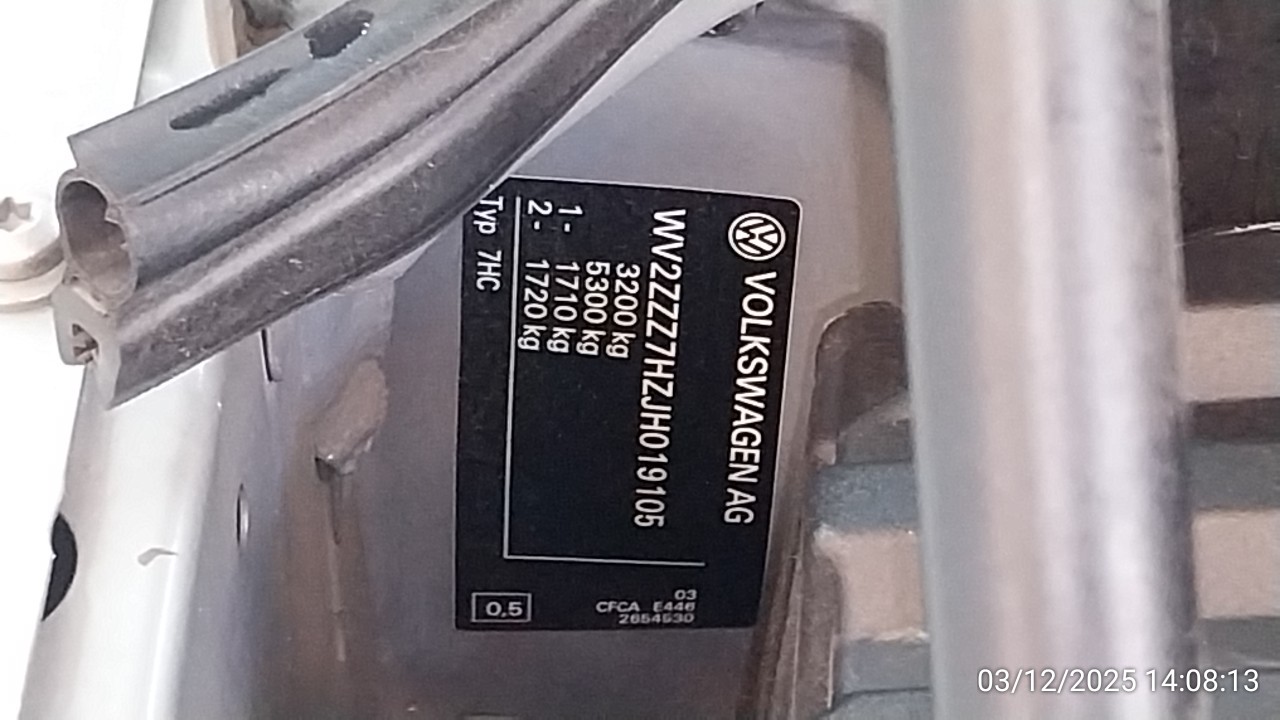 VOLKSWAGEN AG
WV2ZZZ7HZJH019105
3200 kg
5300 kg
1 - 1710 kg
2 - 1720 kg
Typ 7HC
03
CFCA E446
2654530
0,5
03/12/2025 14:08:13